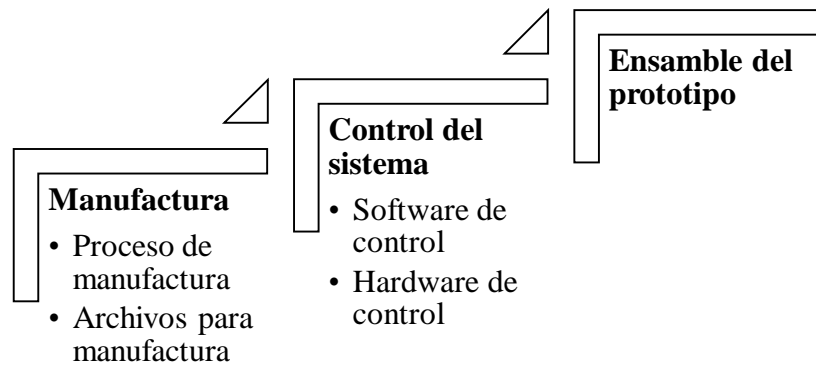 Manufactura
• Proceso de
manufactura
• Archivos para
manufactura
Control del
sistema
• Software de
control
• Hardware de
control
Ensamble del
prototipo